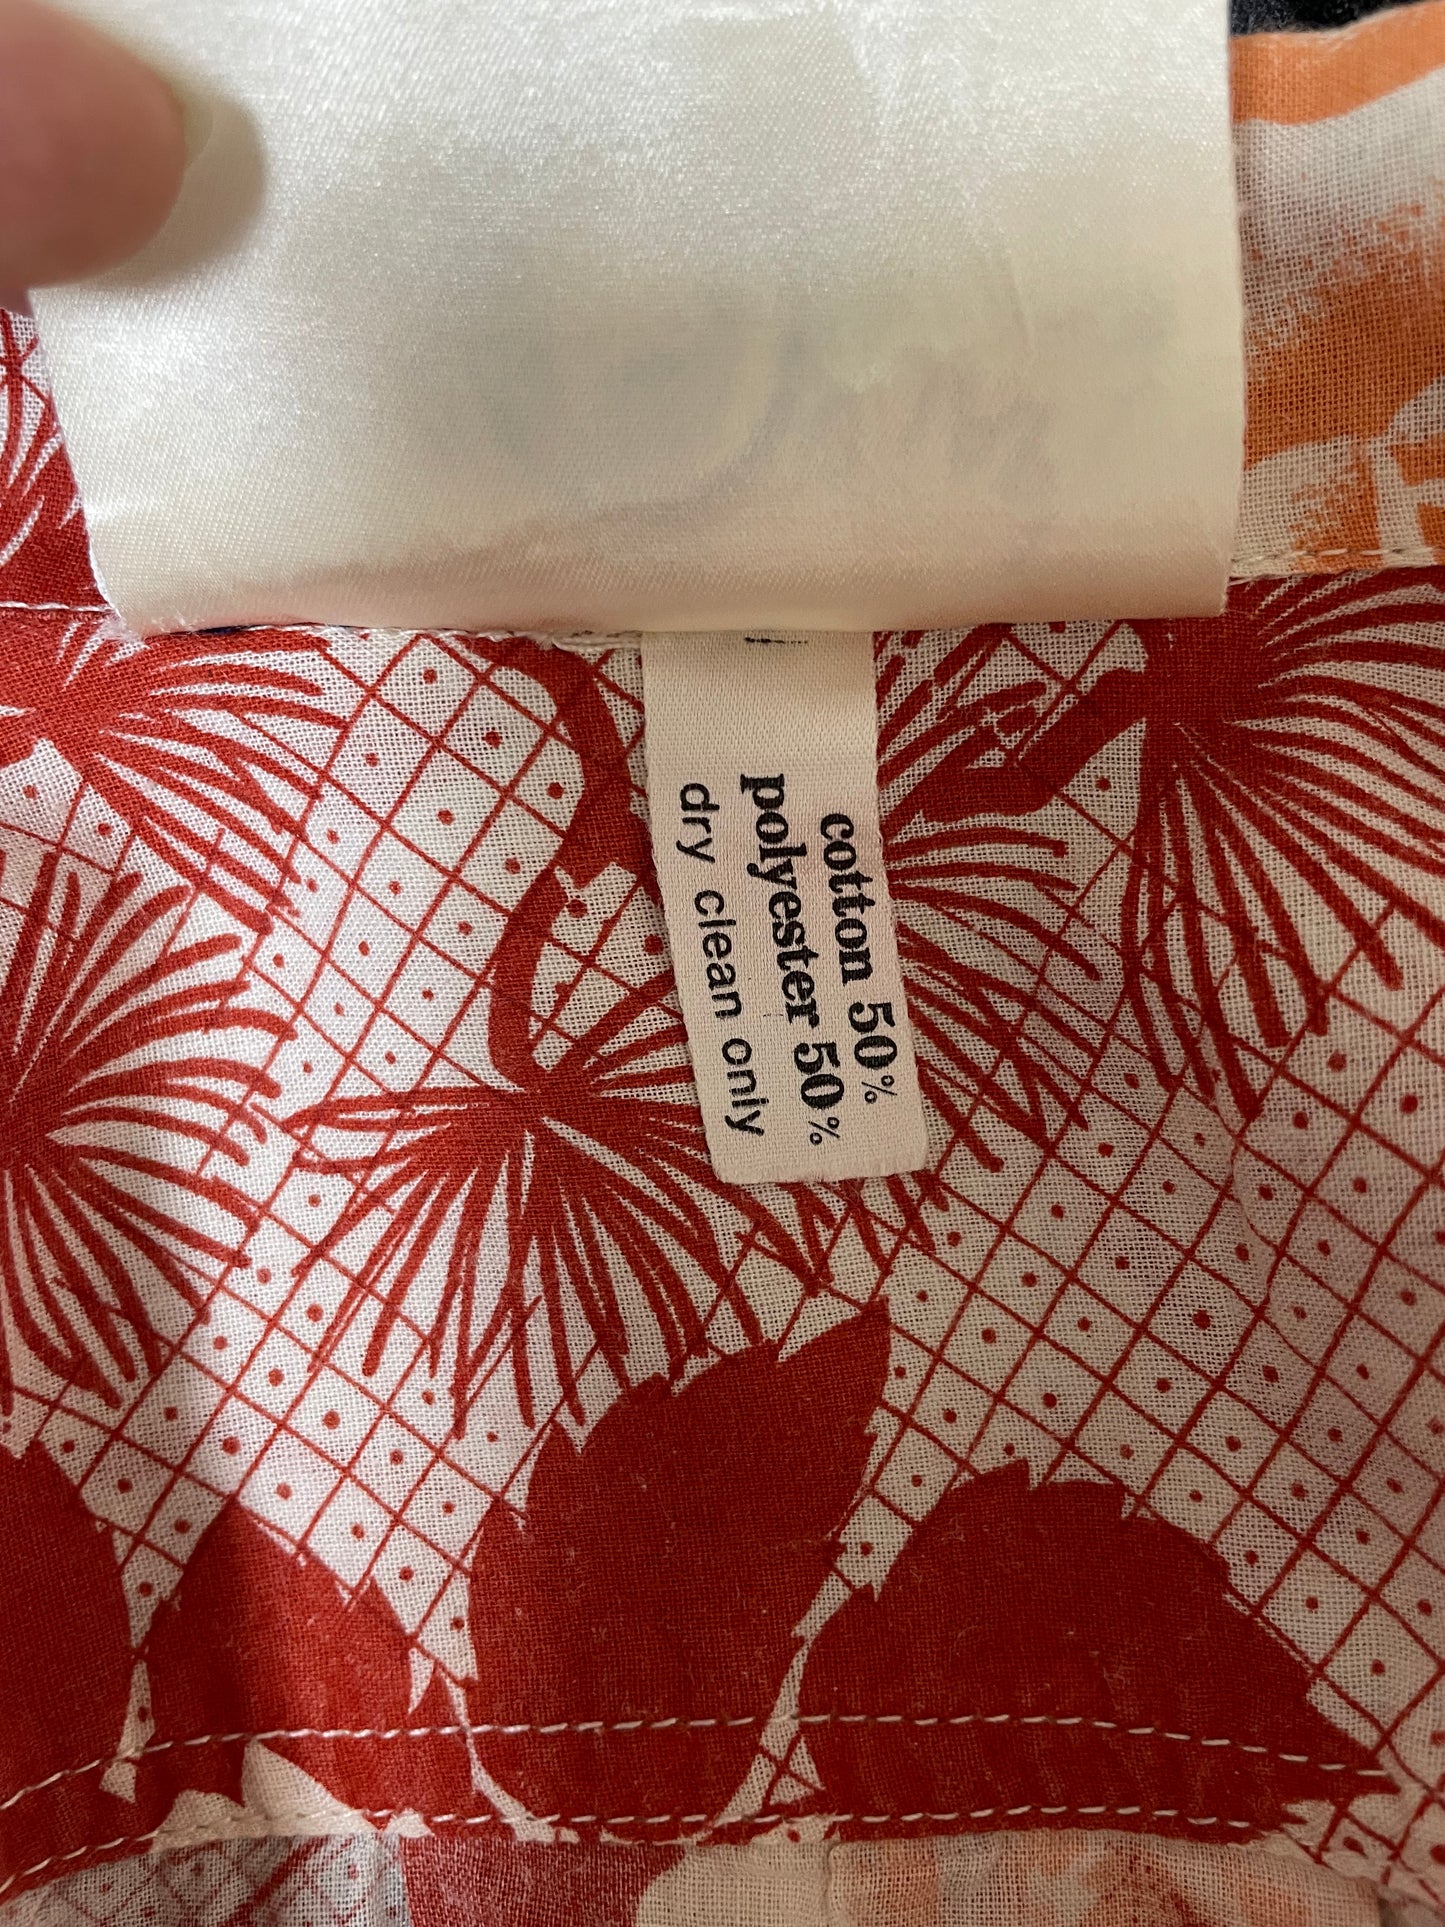 cotton 50%
polyester 50%
dry clean only